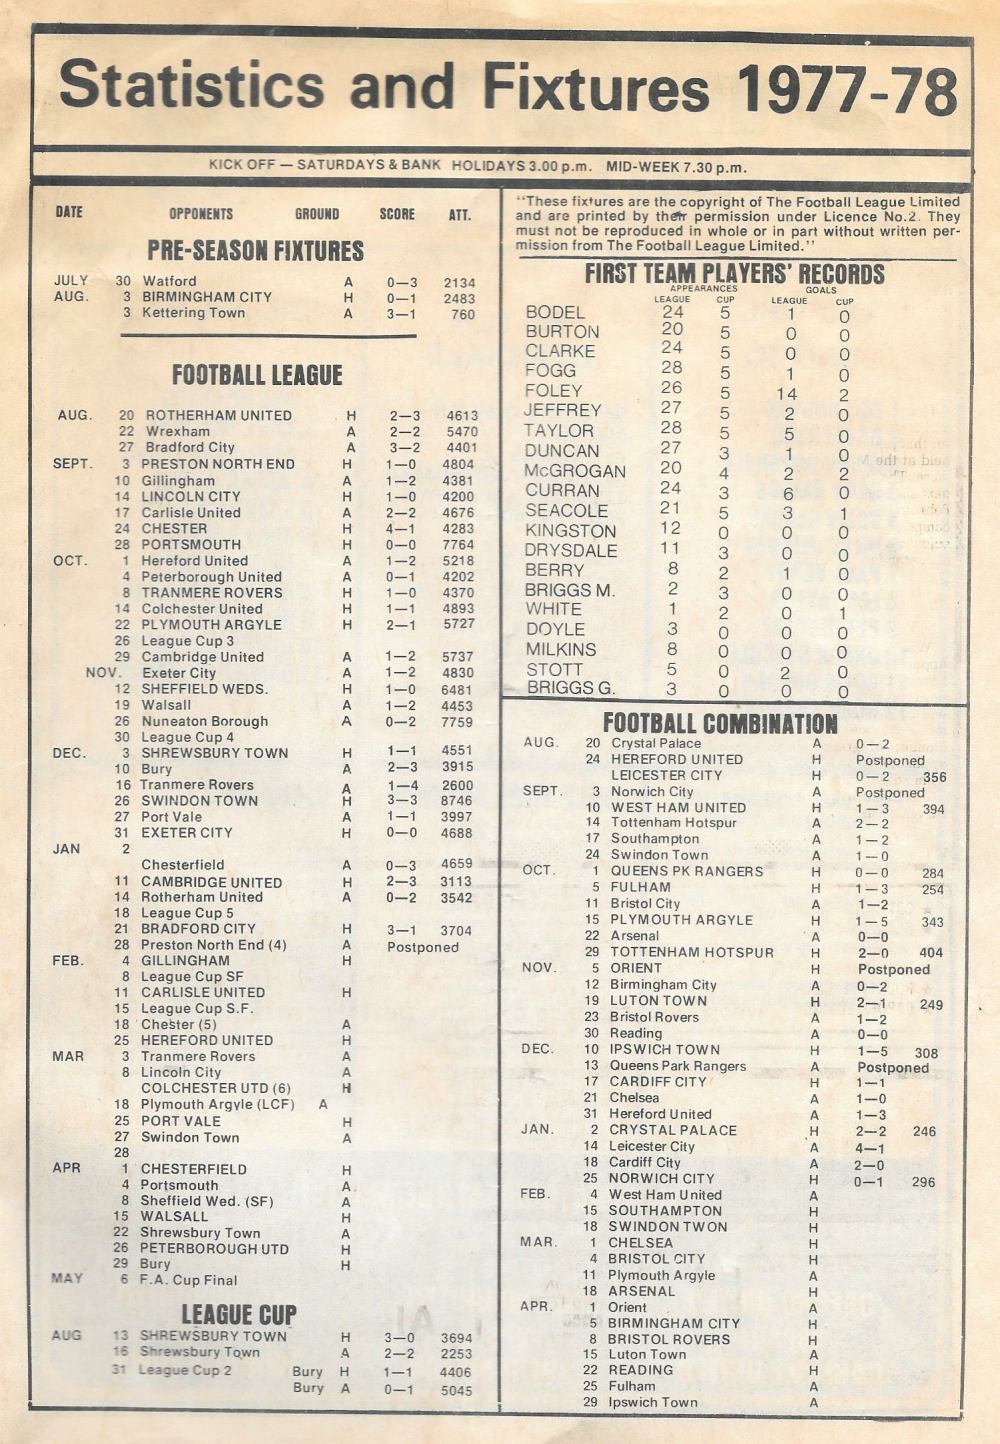 Statistics and Fixtures 1977-78
KICK OFF — SATURDAYS & BANK HOLIDAYS 3.00 p.m. MID-WEEK 7.30 p.m.
DATE OPPONENTS GROUND SCORE ATT.
PRE-SEASON FIXTURES
JULY 30 Watford A 0—3 2134
AUG. 3 BIRMINGHAM CITY H 0—1 2483
3 Kettering Town A 3—1 760
FOOTBALL LEAGUE
AUG. 20 ROTHERHAM UNITED H 2—3 4613
22 Wrexham A 2—2 5470
27 Bradford City A 3—2 4401
SEPT. 3 PRESTON NORTH END H 1—0 4804
10 Gillingham A 1—2 4381
14 LINCOLN CITY H 1—0 4200
17 Carlisle United A 2—2 4676
24 CHESTER H 4—1 4283
28 PORTSMOUTH H 0—0 7764
OCT. 1 Hereford United A 1—2 5218
4 Peterborough United A 0—1 4202
8 TRANMERE ROVERS H 1—0 4370
14 Colchester United H 1—1 4893
22 PLYMOUTH ARGYLE H 2—1 5727
26 League Cup 3
29 Cambridge United A 1—2 5737
NOV. Exeter City A 1—2 4830
12 SHEFFIELD WEDS. H 1—0 6481
19 Walsall A 1—2 4453
26 Nuneaton Borough A 0—2 7759
30 League Cup 4
DEC. 3 SHREWSBURY TOWN H 1—1 4551
10 Bury A 2—3 3915
16 Tranmere Rovers A 1—4 2600
26 SWINDON TOWN H 3—3 8746
27 Port Vale A 1—1 3997
31 EXETER CITY H 0—0 4688
JAN 2
Chesterfield A 0—3 4659
11 CAMBRIDGE UNITED H 2—3 3113
14 Rotherham United A 0—2 3542
18 League Cup 5
21 BRADFORD CITY H 3—1 3704
28 Preston North End (4) A Postponed
FEB. 4 GILLINGHAM H
8 League Cup SF
11 CARLISLE UNITED H
15 League Cup S.F.
18 Chester (5) A
25 HEREFORD UNITED H
MAR 3 Tranmere Rovers A
8 Lincoln City A
COLCHESTER UTD (6) H
18 Plymouth Argyle (LCF) A
25 PORT VALE H
27 Swindon Town A
28
APR 1 CHESTERFIELD H
4 Portsmouth A
8 Sheffield Wed. (SF) A
15 WALSALL H
22 Shrewsbury Town A
26 PETERBOROUGH UTD H
29 Bury H
MAY 6 F.A. Cup Final
LEAGUE CUP
AUG 13 SHREWSBURY TOWN H 3—0 3694
16 Shrewsbury Town A 2—2 2253
31 League Cup 2 Bury H 1—1 4406
Bury A 0—1 5045
"These fixtures are the copyright of The Football League Limited
and are printed by their permission under Licence No.2. They
must not be reproduced in whole or in part without written per-
mission from The Football League Limited."
FIRST TEAM PLAYERS' RECORDS
APPEARANCES GOALS
LEAGUE CUP LEAGUE CUP
BODEL 24 5 1 0
BURTON 20 5 0 0
CLARKE 24 5 0 0
FOGG 28 5 1 0
FOLEY 26 5 14 2
JEFFREY 27 5 2 0
TAYLOR 28 5 5 0
DUNCAN 27 3 1 0
McGROGAN 20 4 2 2
CURRAN 24 3 6 0
SEACOLE 21 5 3 1
KINGSTON 12 0 0 0
DRYSDALE 11 3 0 0
BERRY 8 2 1 0
BRIGGS M. 2 3 0 0
WHITE 1 2 0 1
DOYLE 3 0 0 0
MILKINS 8 0 0 0
STOTT 5 0 2 0
BRIGGS G. 3 0 0 0
FOOTBALL COMBINATION
AUG. 20 Crystal Palace A 0—2
24 HEREFORD UNITED H Postponed
LEICESTER CITY H 0—2 356
SEPT. 3 Norwich City A Postponed
10 WEST HAM UNITED H 1—3 394
14 Tottenham Hotspur A 2—2
17 Southampton A 1—2
24 Swindon Town A 1—0
OCT. 1 QUEENS PK RANGERS H 0—0 284
5 FULHAM H 1—3 254
11 Bristol City A 1—2
15 PLYMOUTH ARGYLE H 1—5 343
22 Arsenal A 0—0
29 TOTTENHAM HOTSPUR H 2—0 404
NOV. 5 ORIENT H Postponed
12 Birmingham City A 0—2
19 LUTON TOWN H 2—1 249
23 Bristol Rovers A 1—2
30 Reading A 0—0
DEC. 10 IPSWICH TOWN H 1—5 308
13 Queens Park Rangers A Postponed
17 CARDIFF CITY H 1—1
21 Chelsea A 1—0
31 Hereford United A 1—3
JAN. 2 CRYSTAL PALACE H 2—2 246
14 Leicester City A 4—1
18 Cardiff City A 2—0
25 NORWICH CITY H 0—1 296
FEB. 4 West Ham United A
15 SOUTHAMPTON H
18 SWINDON TWON H
MAR. 1 CHELSEA H
4 BRISTOL CITY H
11 Plymouth Argyle A
18 ARSENAL H
APR. 1 Orient A
5 BIRMINGHAM CITY H
8 BRISTOL ROVERS H
15 Luton Town A
22 READING H
25 Fulham A
29 Ipswich Town A